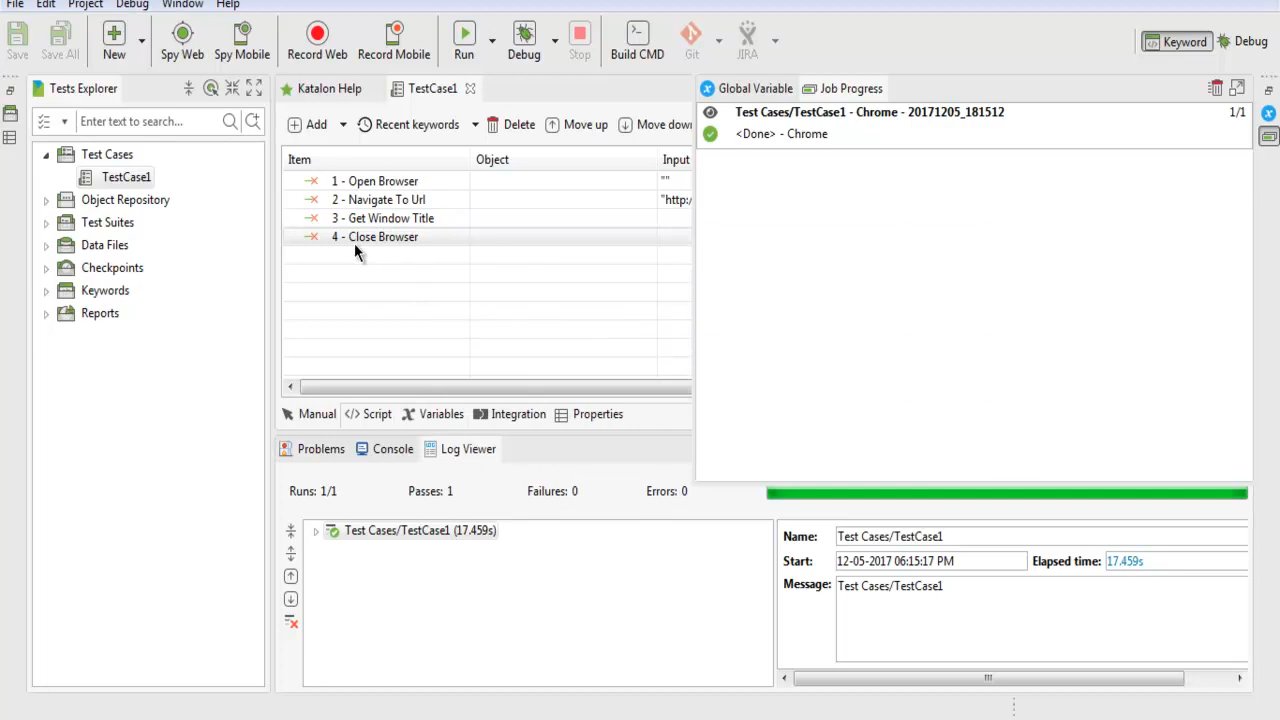 File Edit Project Debug Window Help
Save Save All New Spy Web Spy Mobile Record Web Record Mobile Run Debug Stop Build CMD Git JIRA Keyword Debug
Tests Explorer
Enter text to search...
Test Cases
TestCase1
Object Repository
Test Suites
Data Files
Checkpoints
Keywords
Reports
Katalon Help TestCase1
Add Recent keywords Delete Move up Move down
Item Object Input
1 - Open Browser ""
2 - Navigate To Url "http:/
3 - Get Window Title
4 - Close Browser
Manual </> Script Variables Integration Properties
Global Variable Job Progress
Test Cases/TestCase1 - Chrome - 20171205_181512 1/1
<Done> - Chrome
Problems Console Log Viewer
Runs: 1/1 Passes: 1 Failures: 0 Errors: 0
Test Cases/TestCase1 (17.459s)
Name: Test Cases/TestCase1
Start: 12-05-2017 06:15:17 PM Elapsed time: 17.459s
Message: Test Cases/TestCase1